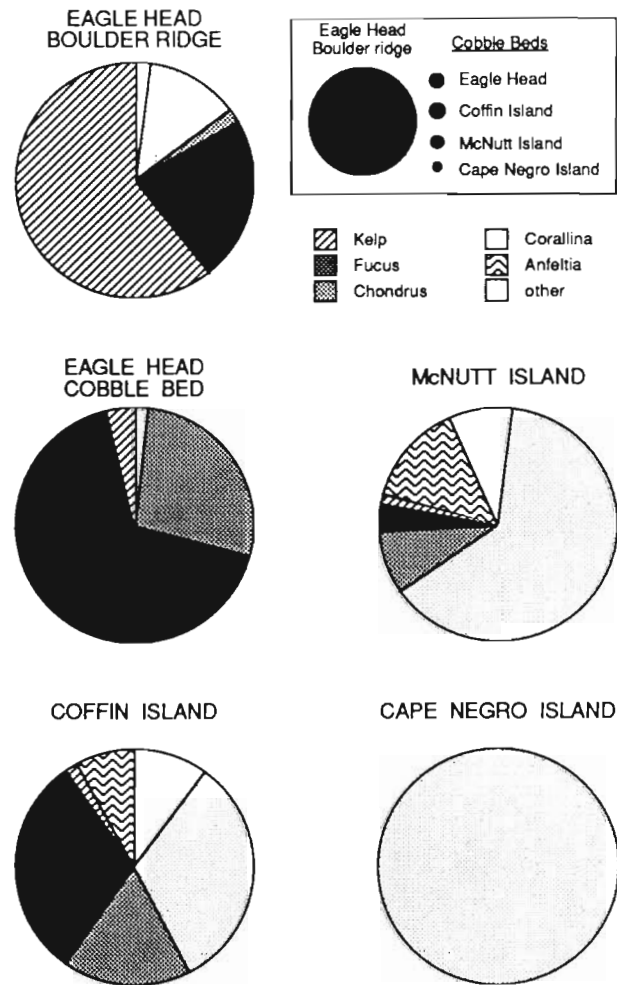 EAGLE HEAD
BOULDER RIDGE
Eagle Head
Boulder ridge
Cobble Beds
Eagle Head
Coffin Island
McNutt Island
Cape Negro Island
Kelp
Fucus
Chondrus
Corallina
Anfeltia
other
EAGLE HEAD
COBBLE BED
McNUTT ISLAND
COFFIN ISLAND
CAPE NEGRO ISLAND